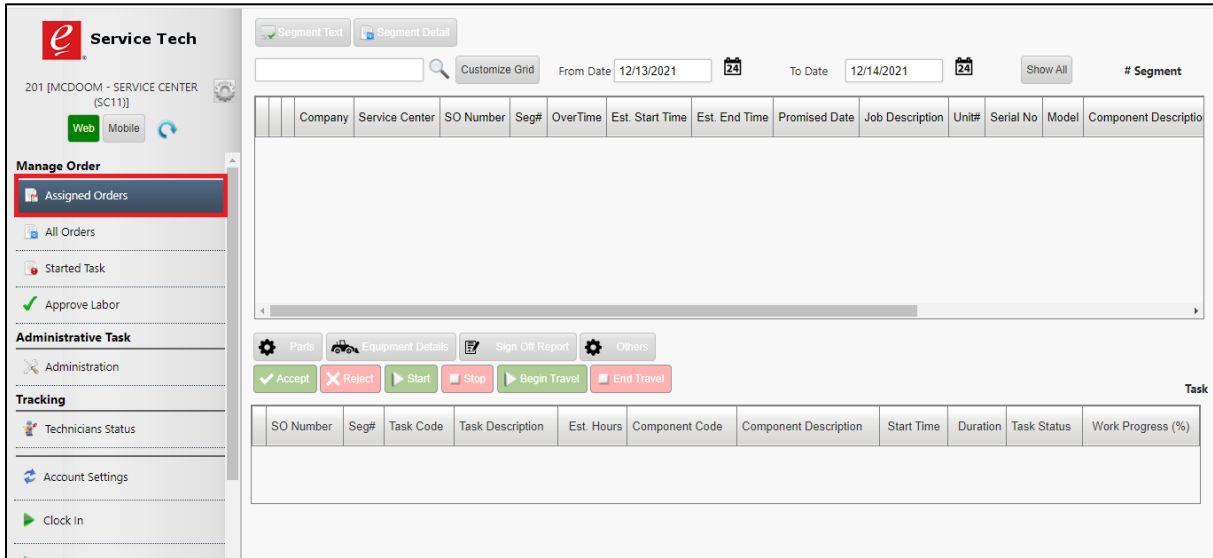 e Service Tech
201 [MCDOOM - SERVICE CENTER
(SC11)]
Web Mobile
Manage Order
Assigned Orders
All Orders
Started Task
Approve Labor
Administrative Task
Administration
Tracking
Technicians Status
Account Settings
Clock In
Segment Text Segment Detail
Customize Grid From Date 12/13/2021 24 To Date 12/14/2021 24 Show All # Segment
Company Service Center SO Number Seg# OverTime Est. Start Time Est. End Time Promised Date Job Description Unit# Serial No Model Component Descriptio
Parts Equipment Details Sign Off Report Others
Accept Reject Start Stop Begin Travel End Travel
Task
SO Number Seg# Task Code Task Description Est. Hours Component Code Component Description Start Time Duration Task Status Work Progress (%)